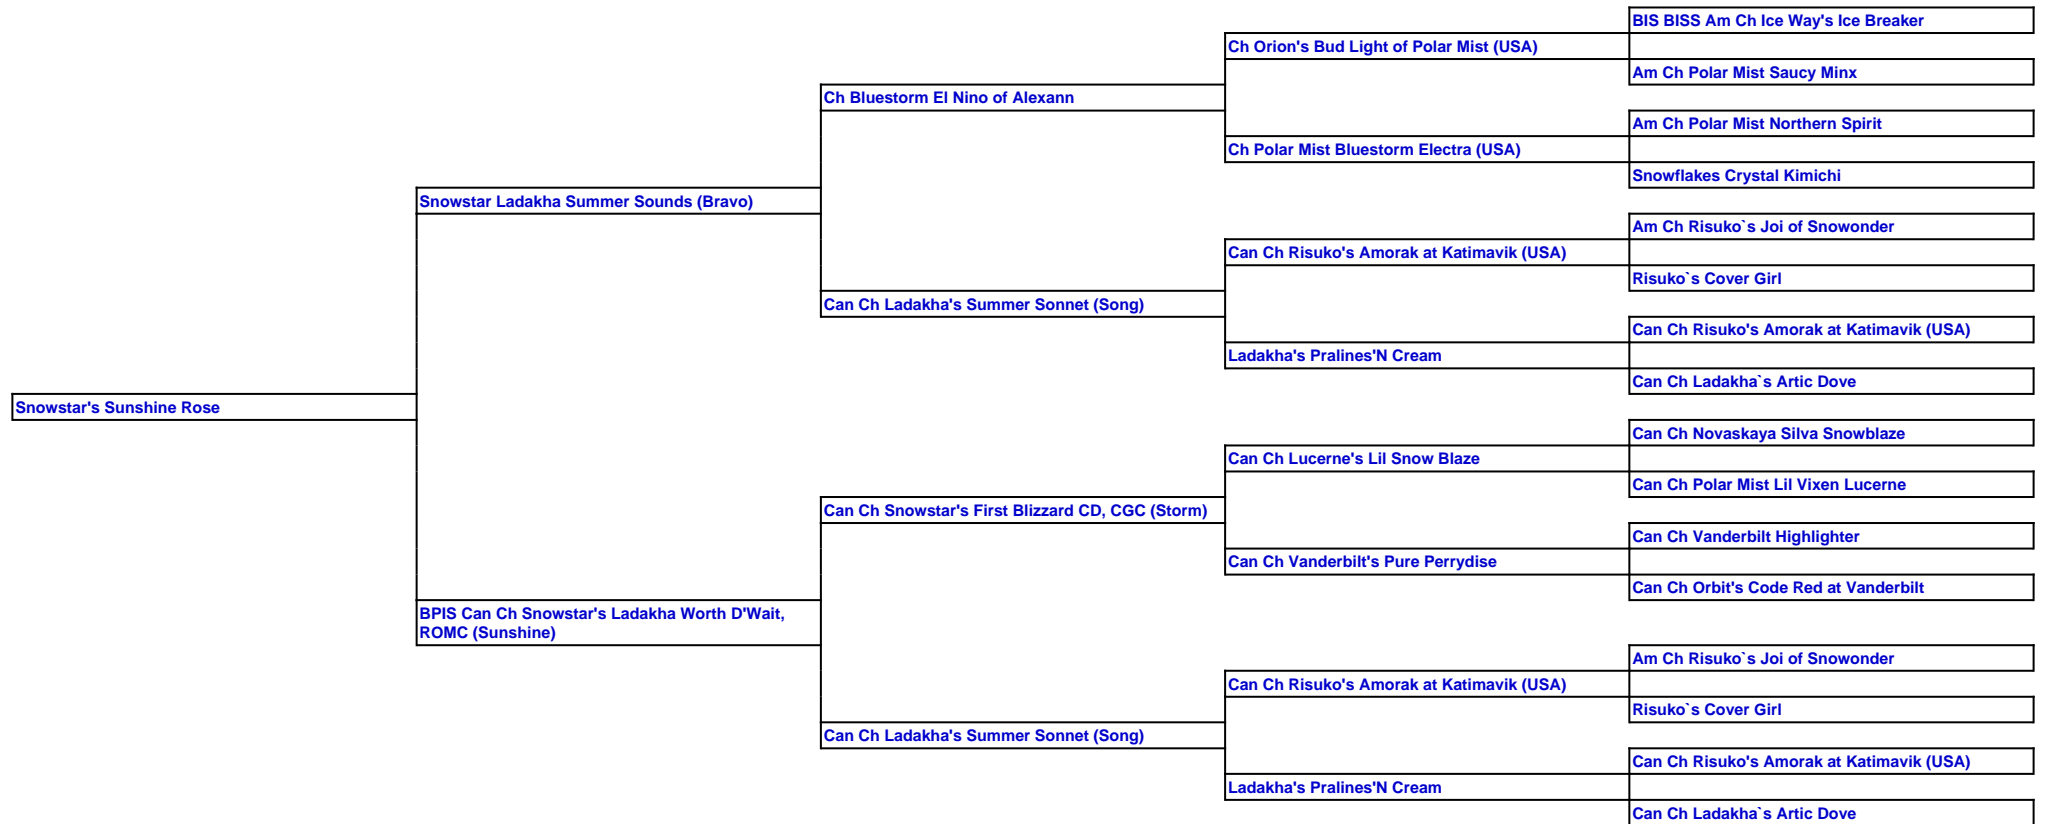 BIS BISS Am Ch Ice Way's Ice Breaker
Ch Orion's Bud Light of Polar Mist (USA)
Am Ch Polar Mist Saucy Minx
Ch Bluestorm El Nino of Alexann
Am Ch Polar Mist Northern Spirit
Ch Polar Mist Bluestorm Electra (USA)
Snowflakes Crystal Kimichi
Snowstar Ladakha Summer Sounds (Bravo)
Am Ch Risuko`s Joi of Snowonder
Can Ch Risuko's Amorak at Katimavik (USA)
Risuko`s Cover Girl
Can Ch Ladakha's Summer Sonnet (Song)
Can Ch Risuko's Amorak at Katimavik (USA)
Ladakha's Pralines'N Cream
Can Ch Ladakha`s Artic Dove
Snowstar's Sunshine Rose
Can Ch Novaskaya Silva Snowblaze
Can Ch Lucerne's Lil Snow Blaze
Can Ch Polar Mist Lil Vixen Lucerne
Can Ch Snowstar's First Blizzard CD, CGC (Storm)
Can Ch Vanderbilt Highlighter
Can Ch Vanderbilt's Pure Perrydise
Can Ch Orbit's Code Red at Vanderbilt
BPIS Can Ch Snowstar's Ladakha Worth D'Wait,
ROMC (Sunshine)
Am Ch Risuko`s Joi of Snowonder
Can Ch Risuko's Amorak at Katimavik (USA)
Risuko`s Cover Girl
Can Ch Ladakha's Summer Sonnet (Song)
Can Ch Risuko's Amorak at Katimavik (USA)
Ladakha's Pralines'N Cream
Can Ch Ladakha`s Artic Dove